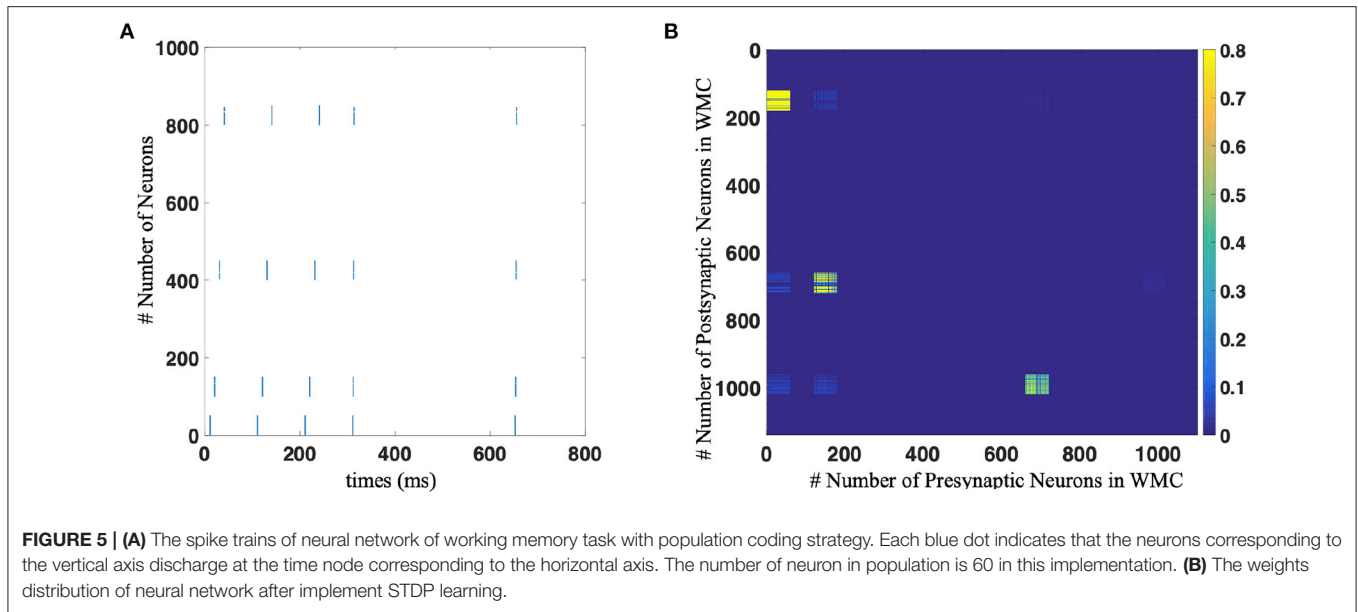 A
# Number of Neurons
1000
800
600
400
200
0
0 200 400 600 800
times (ms)
B
# Number of Postsynaptic Neurons in WMC
0
200
400
600
800
1000
0 200 400 600 800 1000
# Number of Presynaptic Neurons in WMC
0.8
0.7
0.6
0.5
0.4
0.3
0.2
0.1
0
FIGURE 5 | (A) The spike trains of neural network of working memory task with population coding strategy. Each blue dot indicates that the neurons corresponding to
the vertical axis discharge at the time node corresponding to the horizontal axis. The number of neuron in population is 60 in this implementation. (B) The weights
distribution of neural network after implement STDP learning.